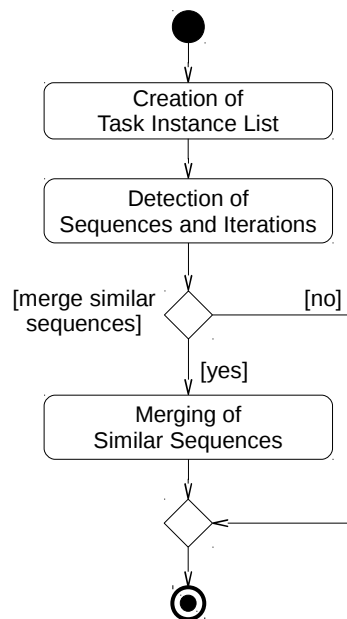 Creation of
Task Instance List
Detection of
Sequences and Iterations
[merge similar
sequences]
[no]
[yes]
Merging of
Similar Sequences